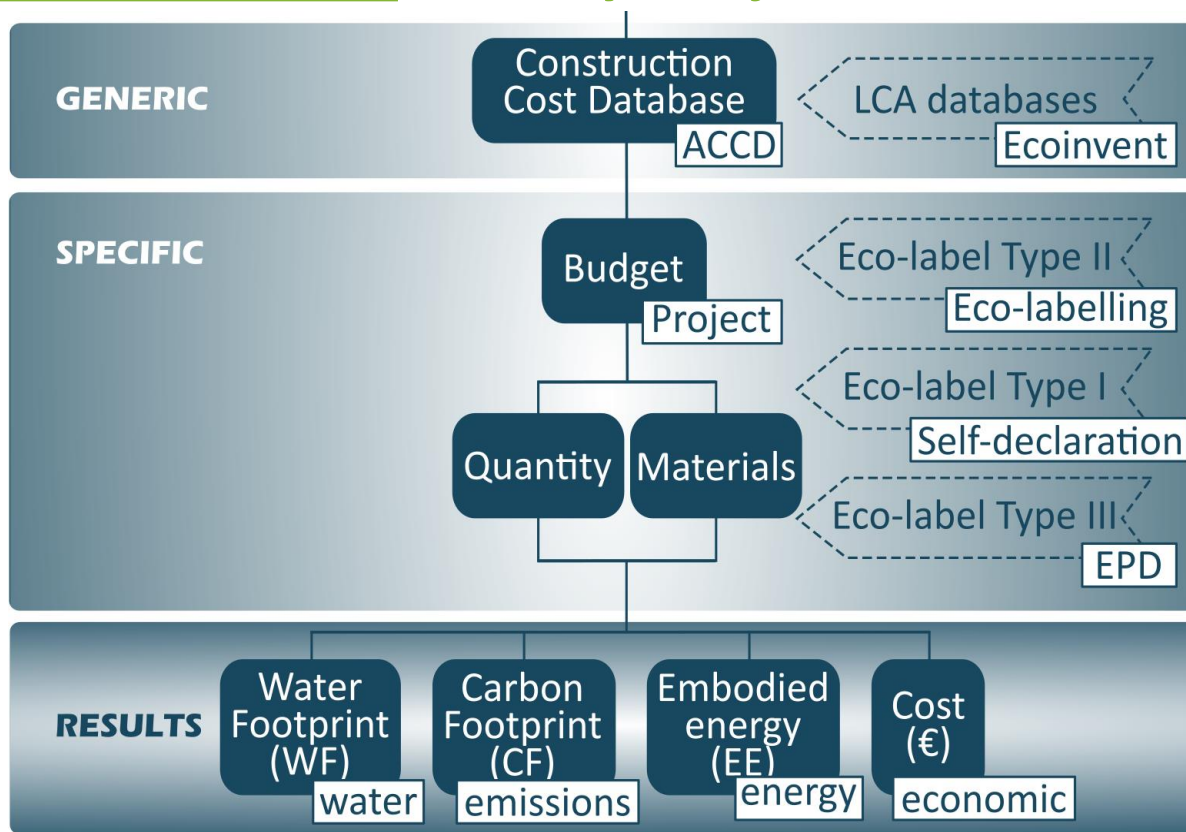 GENERIC
Construction
Cost Database
ACCD
LCA databases
Ecoinvent
SPECIFIC
Budget
Project
Eco-label Type II
Eco-labelling
Eco-label Type I
Self-declaration
Quantity
Materials
Eco-label Type III
EPD
RESULTS
Water
Footprint
(WF)
water
Carbon
Footprint
(CF)
emissions
Embodied
energy
(EE)
energy
Cost
(€)
economic